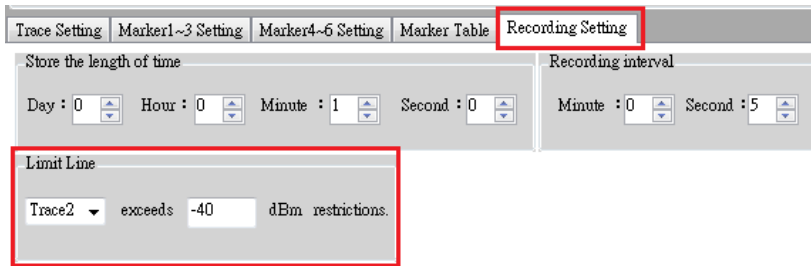 Trace Setting Marker1~3 Setting Marker4~6 Setting Marker Table Recording Setting
Store the length of time Recording interval
Day : 0 Hour : 0 Minute : 1 Second : 0 Minute : 0 Second : 5
Limit Line
Trace2 exceeds -40 dBm restrictions.